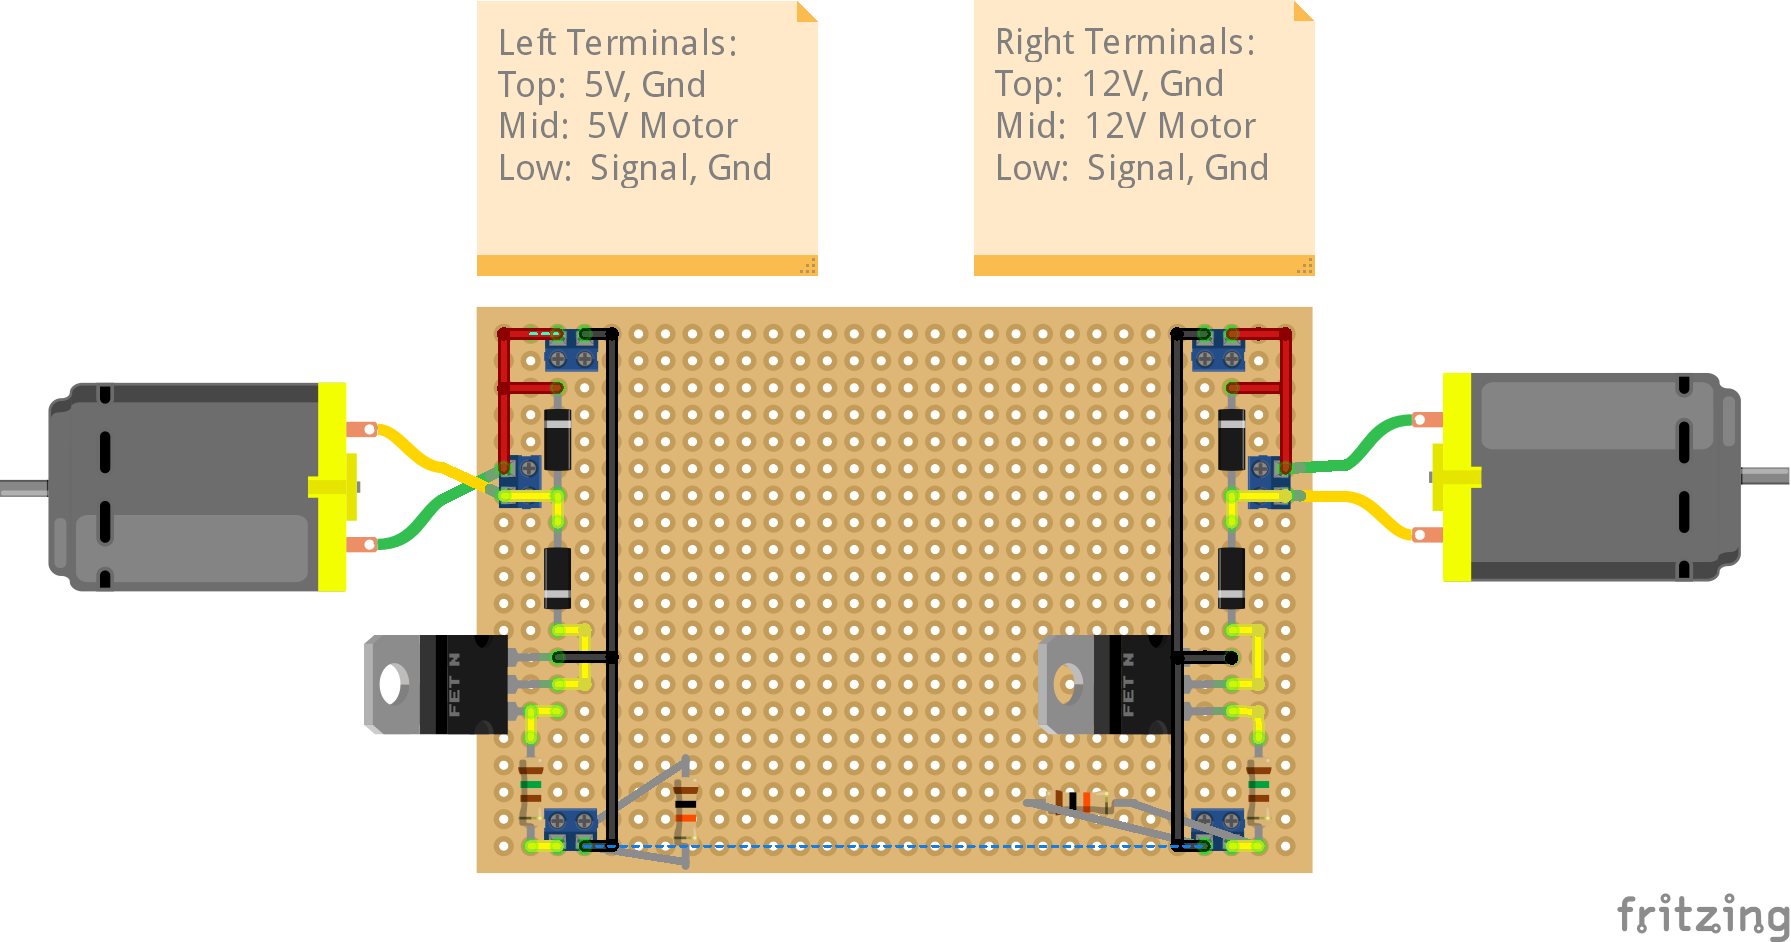 Left Terminals:
Top:  5V, Gnd
Mid:  5V Motor
Low:  Signal, Gnd
Right Terminals:
Top:  12V, Gnd
Mid:  12V Motor
Low:  Signal, Gnd
FET N
FET N
fritzing